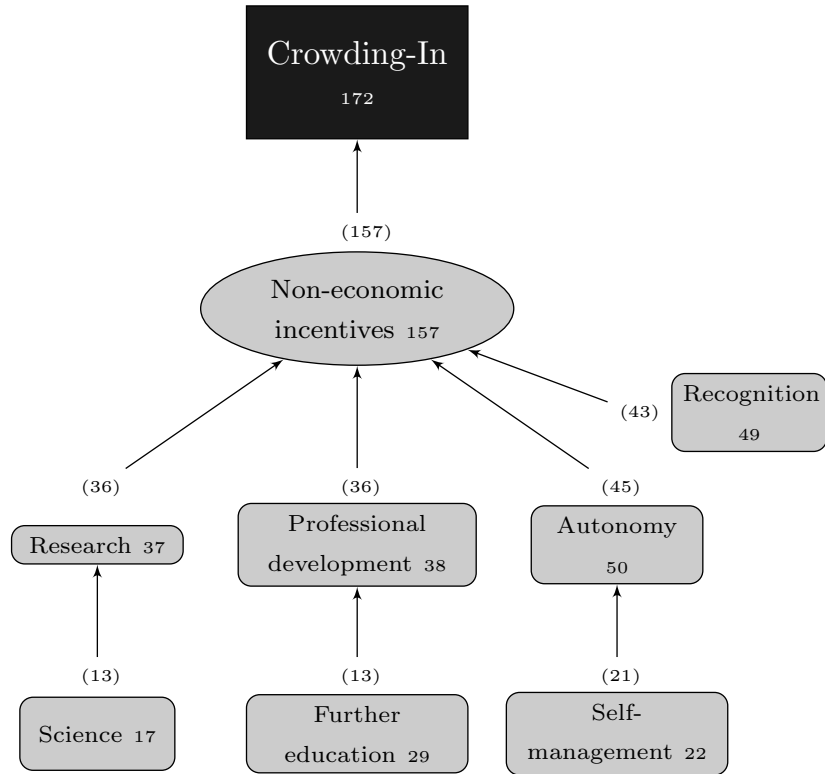 Crowding-In
172
(157)
Non-economic
incentives 157
Recognition
49
(43)
(36)
(36)
(45)
Research 37
Professional
development 38
Autonomy
50
(13)
(13)
(21)
Science 17
Further
education 29
Self-
management 22